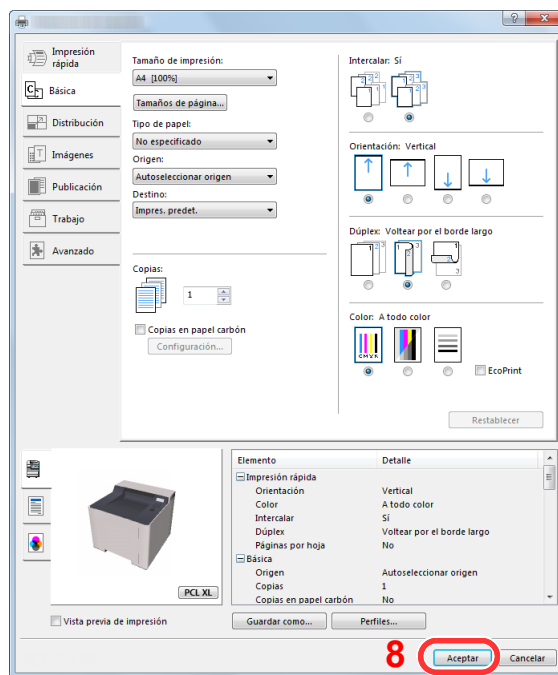 Impresión
rápida
Básica
Distribución
Imágenes
Publicación
Trabajo
Avanzado
Tamaño de impresión:
A4 [100%]
Tamaños de página...
Tipo de papel:
No especificado
Origen:
Autoseleccionar origen
Destino:
Impres. predet.
Copias:
1
Copias en papel carbón
Configuración...
Intercalar: Sí
Orientación: Vertical
Dúplex: Voltear por el borde largo
Color: A todo color
CMYK
EcoPrint
Restablecer
PCL XL
Vista previa de impresión
Elemento Detalle
Impresión rápida
Orientación Vertical
Color A todo color
Intercalar Sí
Dúplex Voltear por el borde largo
Páginas por hoja No
Básica
Origen Autoseleccionar origen
Copias 1
Copias en papel carbón No
Guardar como... Perfiles...
8 Aceptar Cancelar